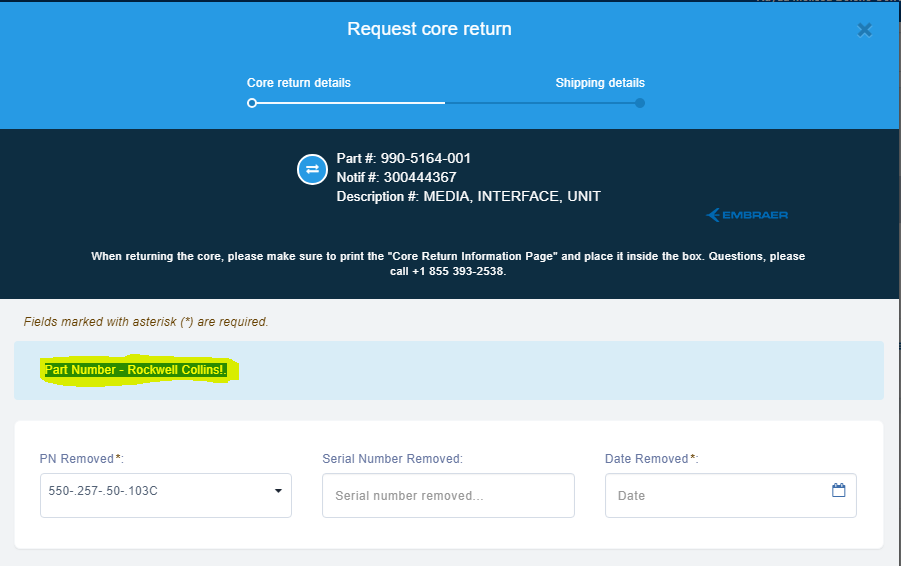 Request core return
Core return details Shipping details
Part #: 990-5164-001
Notif #: 300444367
Description #: MEDIA, INTERFACE, UNIT
EMBRAER
When returning the core, please make sure to print the "Core Return Information Page" and place it inside the box. Questions, please
call +1 855 393-2538.
Fields marked with asterisk (*) are required.
Part Number - Rockwell Collins!.
PN Removed*: Serial Number Removed: Date Removed*:
550-.257-.50-.103C Serial number removed... Date